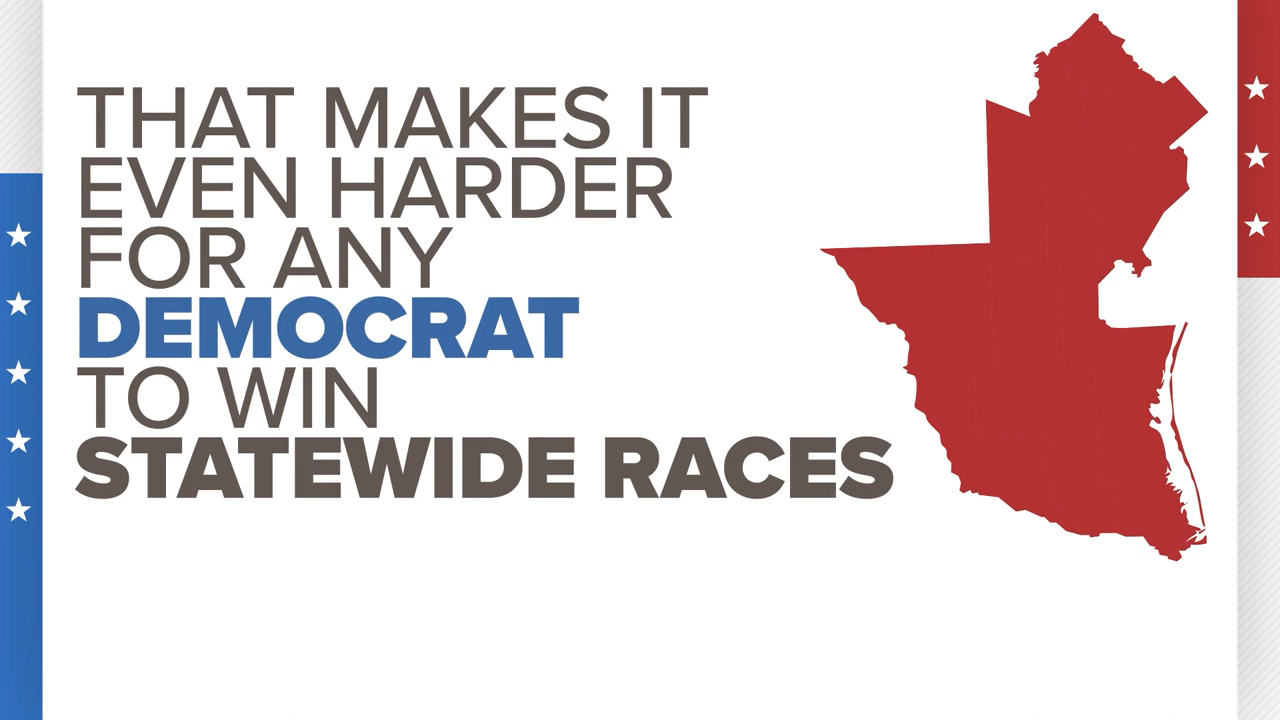 THAT MAKES IT
EVEN HARDER
FOR ANY
DEMOCRAT
TO WIN
STATEWIDE RACES